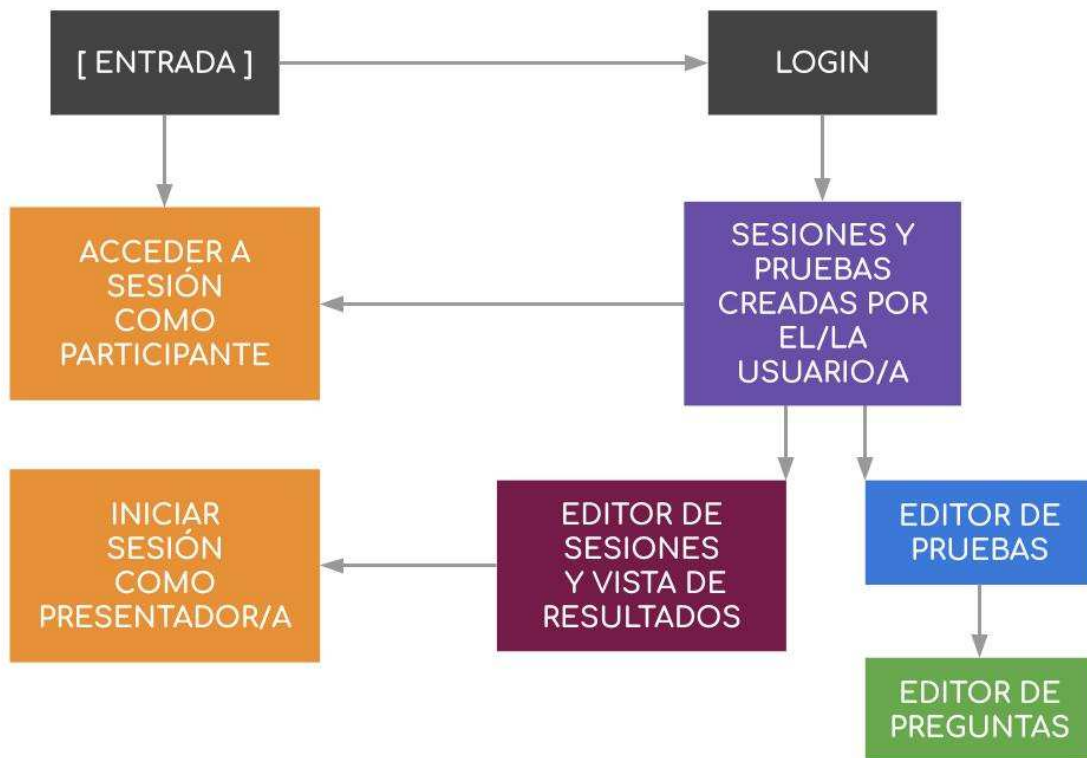 [ ENTRADA ]
LOGIN
ACCEDER A
SESIÓN
COMO
PARTICIPANTE
SESIONES Y
PRUEBAS
CREADAS POR
EL/LA
USUARIO/A
INICIAR
SESIÓN
COMO
PRESENTADOR/A
EDITOR DE
SESIONES
Y VISTA DE
RESULTADOS
EDITOR DE
PRUEBAS
EDITOR DE
PREGUNTAS